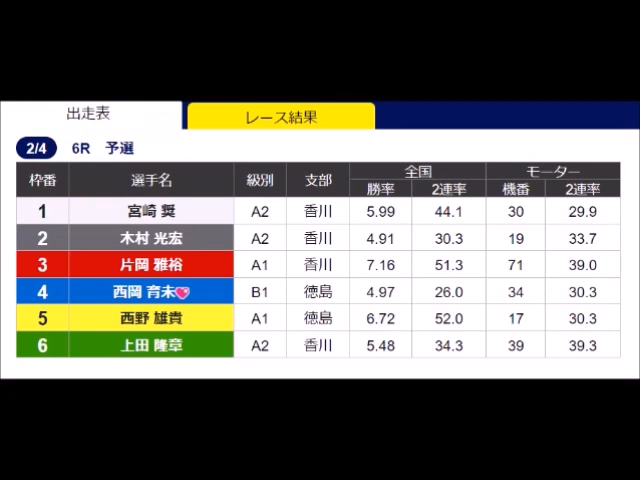 出走表 レース結果
2/4 6R 予選
枠番 選手名 級別 支部 全国 モーター
勝率 2連率 機番 2連率
1 宮崎 奨 A2 香川 5.99 44.1 30 29.9
2 木村 光宏 A2 香川 4.91 30.3 19 33.7
3 片岡 雅裕 A1 香川 7.16 51.3 71 39.0
4 西岡 育未 B1 徳島 4.97 26.0 34 30.3
5 西野 雄貴 A1 徳島 6.72 52.0 17 30.3
6 上田 隆章 A2 香川 5.48 34.3 39 39.3